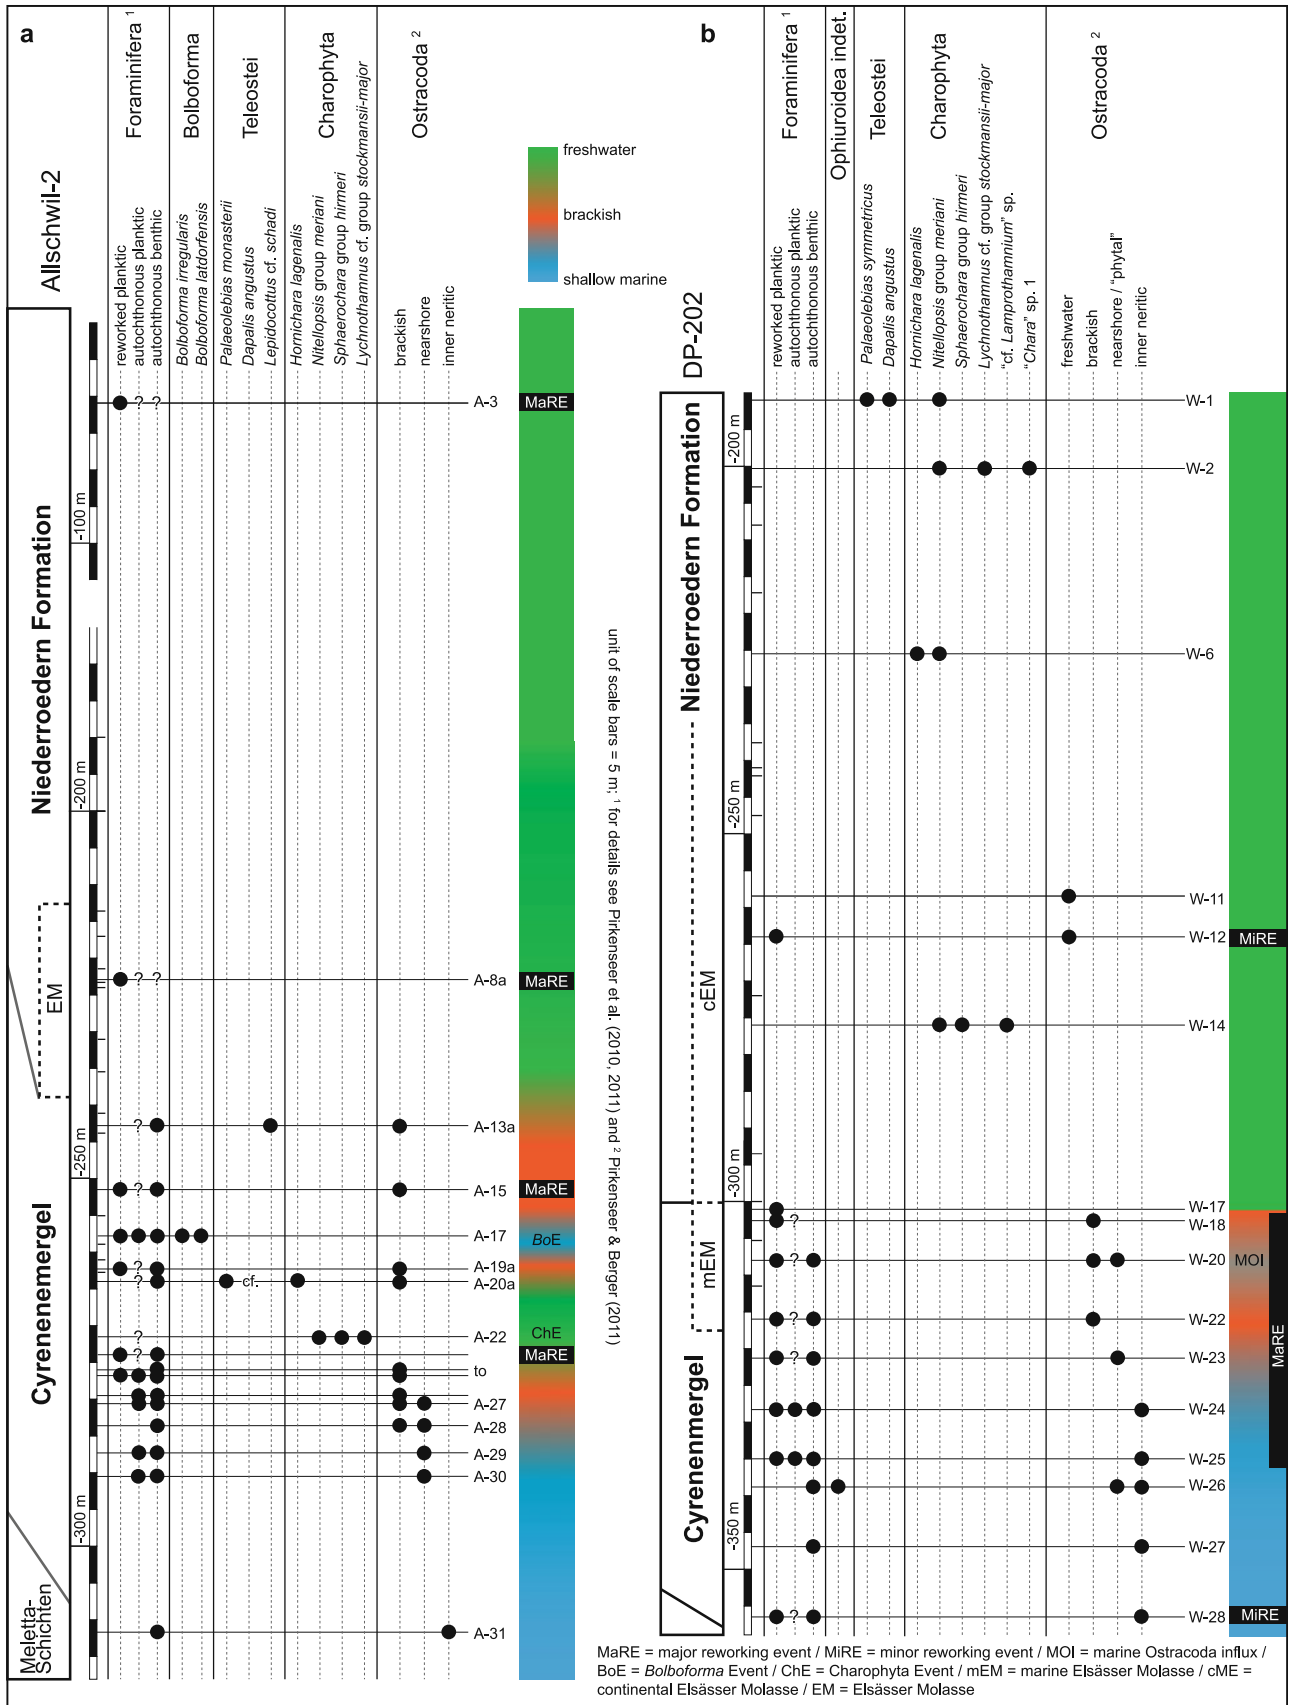 a
Allschwil-2
Foraminifera 1
Bolboforma
Teleostei
Charophyta
Ostracoda 2
reworked planktic
autochthonous planktic
autochthonous benthic
Bolboforma irregularis
Bolboforma latdorfensis
Palaeolebias monasterii
Dapalis angustus
Lepidocottus cf. schadi
Hornichara lagenalis
Nitellopsis group meriani
Sphaerochara group hirmeri
Lychnothamnus cf. group stockmansii-major
brackish
nearshore
inner neritic
freshwater
brackish
shallow marine
Niederroedern Formation
EM
Cyrenenmergel
Meletta-
Schichten
-100 m
-200 m
-250 m
-300 m
? ? A-3 MaRE
? ? A-8a MaRE
? A-13a
? A-15 MaRE
A-17 BoE
? A-19a
? cf. A-20a
? A-22 ChE
? MaRE
to
A-27
A-28
A-29
A-30
A-31
unit of scale bars = 5 m; 1 for details see Pirkenseer et al. (2010, 2011) and 2 Pirkenseer & Berger (2011)
b
DP-202
Foraminifera 1
Ophiuroidea indet.
Teleostei
Charophyta
Ostracoda 2
reworked planktic
autochthonous planktic
autochthonous benthic
Palaeolebias symmetricus
Dapalis angustus
Hornichara lagenalis
Nitellopsis group meriani
Sphaerochara group hirmeri
Lychnothamnus cf. group stockmansii-major
"cf. Lamprothamnium" sp.
"Chara" sp. 1
freshwater
brackish
nearshore / "phytal"
inner neritic
Niederroedern Formation
cEM
mEM
Cyrenenmergel
-200 m
-250 m
-300 m
-350 m
W-1
W-2
W-6
W-11
W-12 MiRE
W-14
W-17
? W-18
? W-20 MOI
? W-22
MaRE
? W-23
W-24
W-25
W-26
W-27
? W-28 MiRE
MaRE = major reworking event / MiRE = minor reworking event / MOI = marine Ostracoda influx /
BoE = Bolboforma Event / ChE = Charophyta Event / mEM = marine Elsässer Molasse / cME =
continental Elsässer Molasse / EM = Elsässer Molasse